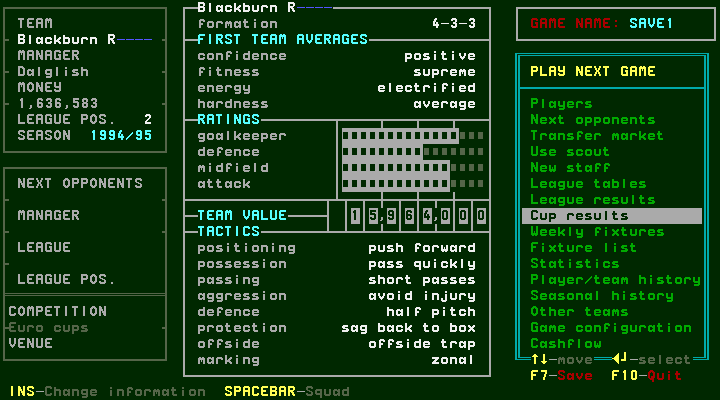 TEAM
Blackburn R
MANAGER
Dalglish
MONEY
1,636,583
LEAGUE POS. 2
SEASON 1994/95
NEXT OPPONENTS
MANAGER
LEAGUE
LEAGUE POS.
COMPETITION
Euro cups
VENUE
Blackburn R
formation 4-3-3
FIRST TEAM AVERAGES
confidence positive
fitness supreme
energy electrified
hardness average
RATINGS
goalkeeper
defence
midfield
attack
TEAM VALUE 15,964,000
TACTICS
positioning push forward
possession pass quickly
passing short passes
aggression avoid injury
defence half pitch
protection sag back to box
offside offside trap
marking zonal
GAME NAME: SAVE1
PLAY NEXT GAME
Players
Next opponents
Transfer market
Use scout
New staff
League tables
League results
Cup results
Weekly fixtures
Fixture list
Statistics
Player/team history
Seasonal history
Other teams
Game configuration
Cashflow
↑↓-move ◄┘-select
F7-Save F10-Quit
INS-Change information SPACEBAR-Squad